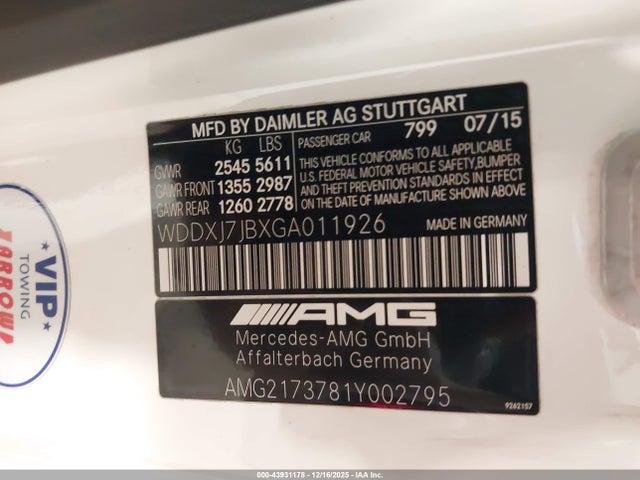 MFD BY DAIMLER AG STUTTGART
KG LBS PASSENGER CAR 799 07/15
GVWR 2545 5611
GAWR FRONT 1355 2987
GAWR REAR 1260 2778
THIS VEHICLE CONFORMS TO ALL APPLICABLE
U.S. FEDERAL MOTOR VEHICLE SAFETY, BUMPER
AND THEFT PREVENTION STANDARDS IN EFFECT
ON THE DATE OF MANUFACTURE SHOWN ABOVE
WDDXJ7JBXGA011926
MADE IN GERMANY
AMG
Mercedes-AMG GmbH
Affalterbach Germany
AMG2173781Y002795
9262157
VIP
TOWING
000-43931178 - 12/16/2025 - IAA Inc.